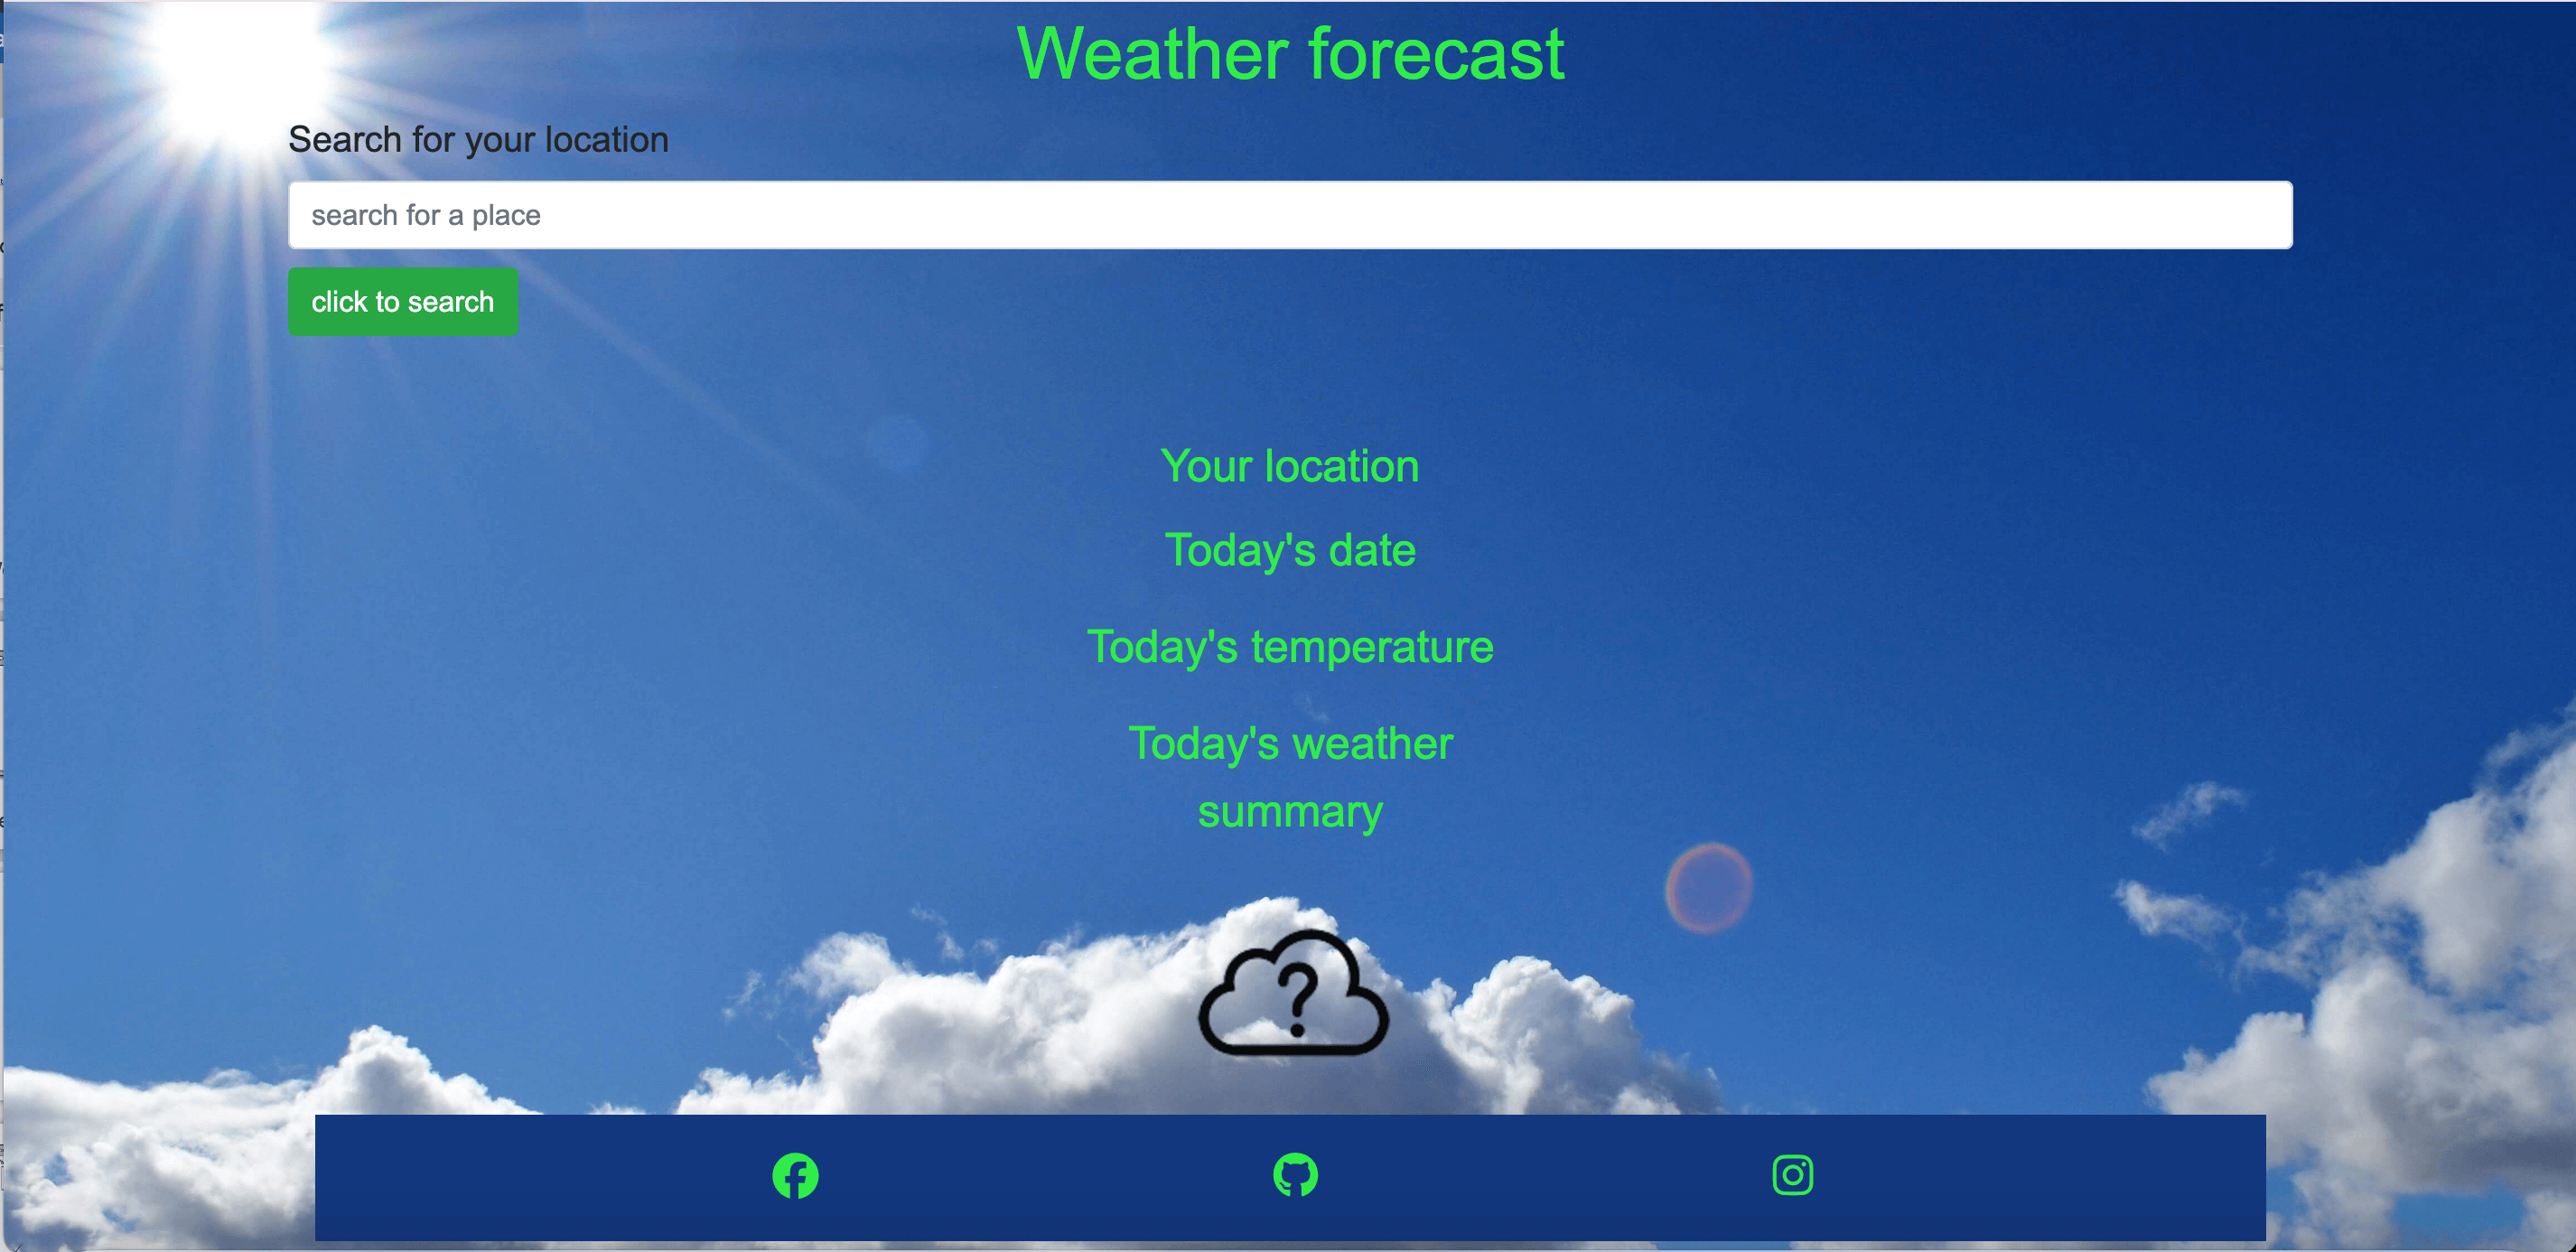 Weather forecast
Search for your location
search for a place
click to search
Your location
Today's date
Today's temperature
Today's weather
summary
?